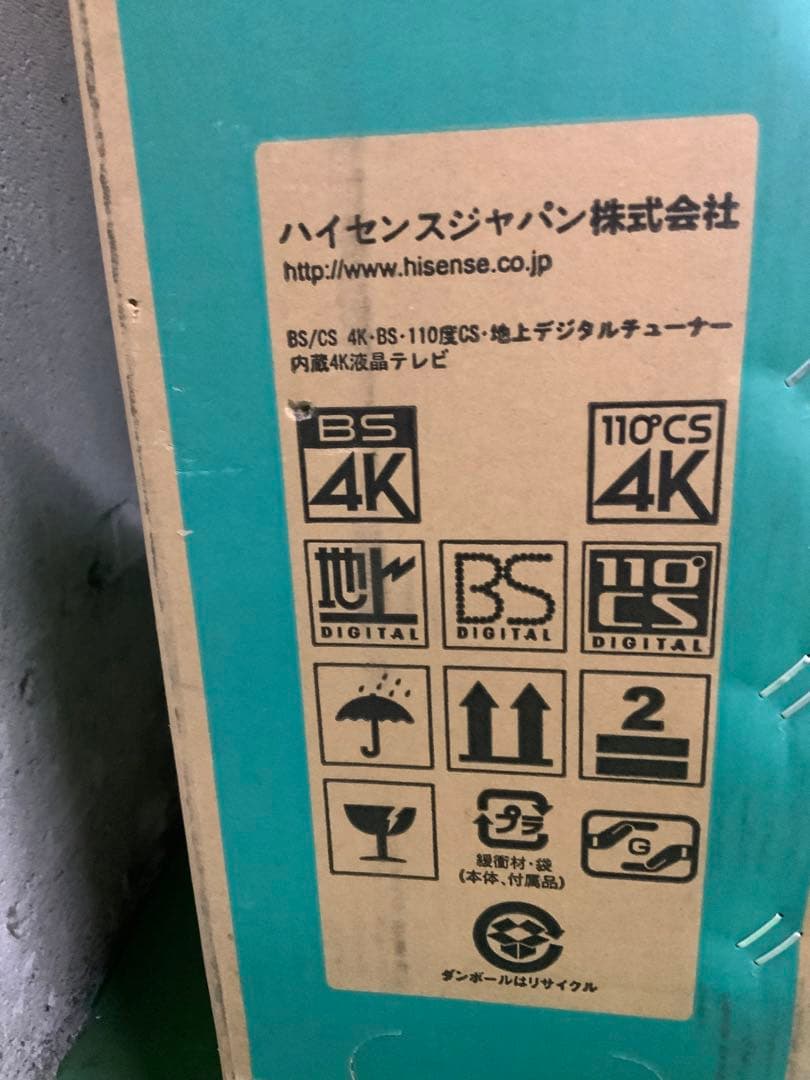 ハイセンスジャパン株式会社
http://www.hisense.co.jp
BS/CS 4K・BS・110度CS・地上デジタルチューナー
内蔵4K液晶テレビ
BS
4K
110°CS
4K
地上
DIGITAL
BS
DIGITAL
110°
CS
DIGITAL
2
プラ
G
緩衝材・袋
(本体、付属品)
ダンボールはリサイクル